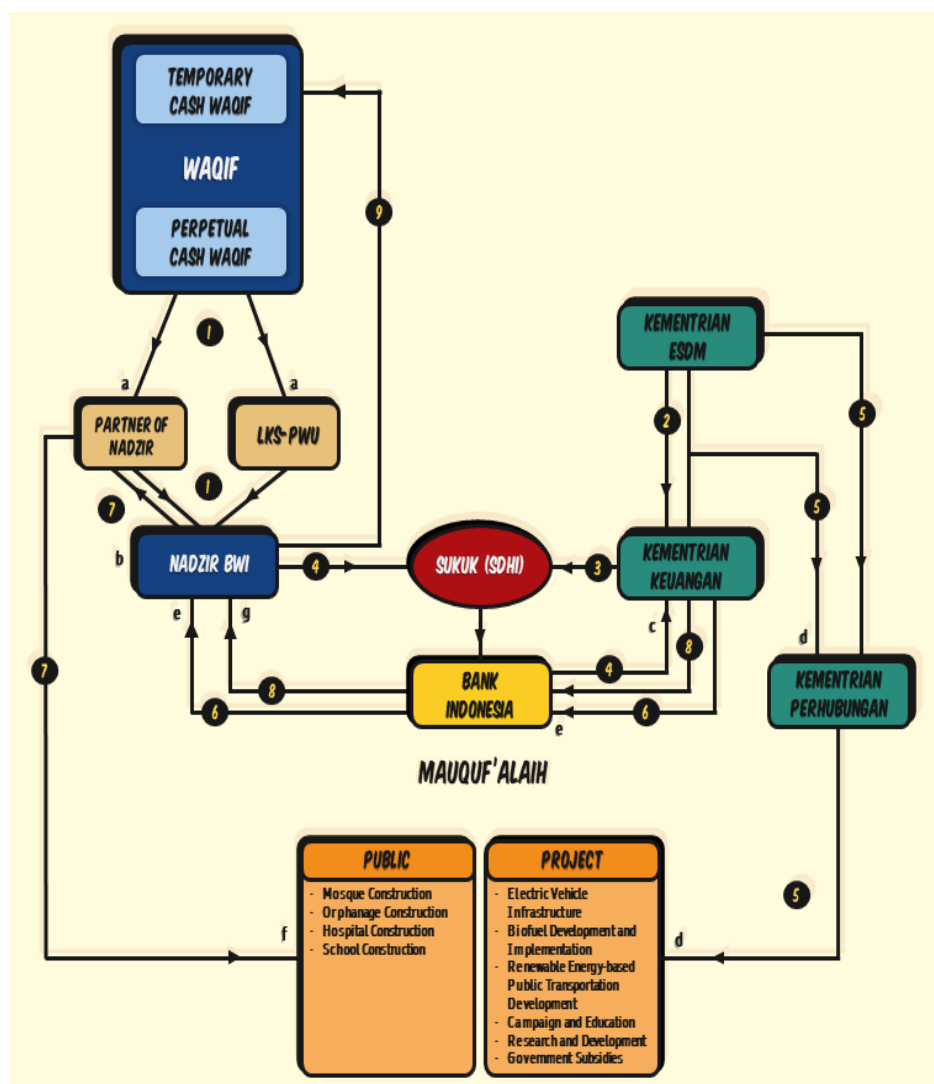 TEMPORARY
CASH WAQIF
WAQIF
PERPETUAL
CASH WAQIF
9
1
a
a
PARTNER OF
NADZIR
LKS-PWU
7
1
b
NADZIR BWI
4
SUKUK (SDHI)
3
KEMENTRIAN
ESDM
2
5
5
KEMENTRIAN
KEUANGAN
e
g
c
d
7
8
6
BANK
INDONESIA
4
8
6
e
KEMENTRIAN
PERHUBUNGAN
MAUQUF'ALAIH
5
f
d
PUBLIC
- Mosque Construction
- Orphanage Construction
- Hospital Construction
- School Construction
PROJECT
- Electric Vehicle
Infrastructure
- Biofuel Development and
Implementation
- Renewable Energy-based
Public Transportation
Development
- Campaign and Education
- Research and Development
- Government Subsidies